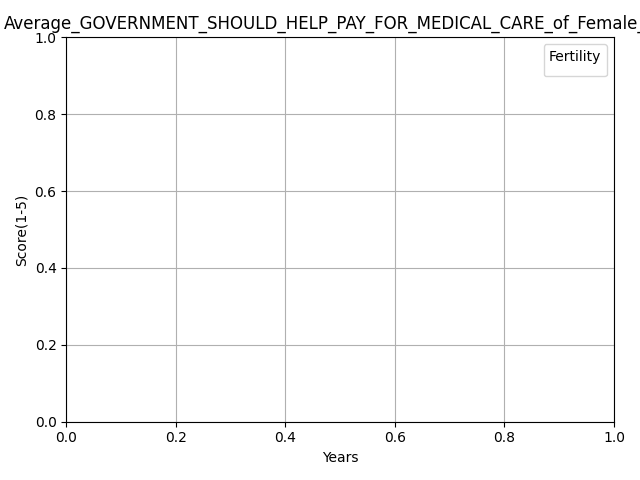 Average_GOVERNMENT_SHOULD_HELP_PAY_FOR_MEDICAL_CARE_of_Female_
Fertility
1.0
0.8
0.6
0.4
0.2
0.0
Score(1-5)
0.0 0.2 0.4 0.6 0.8 1.0
Years